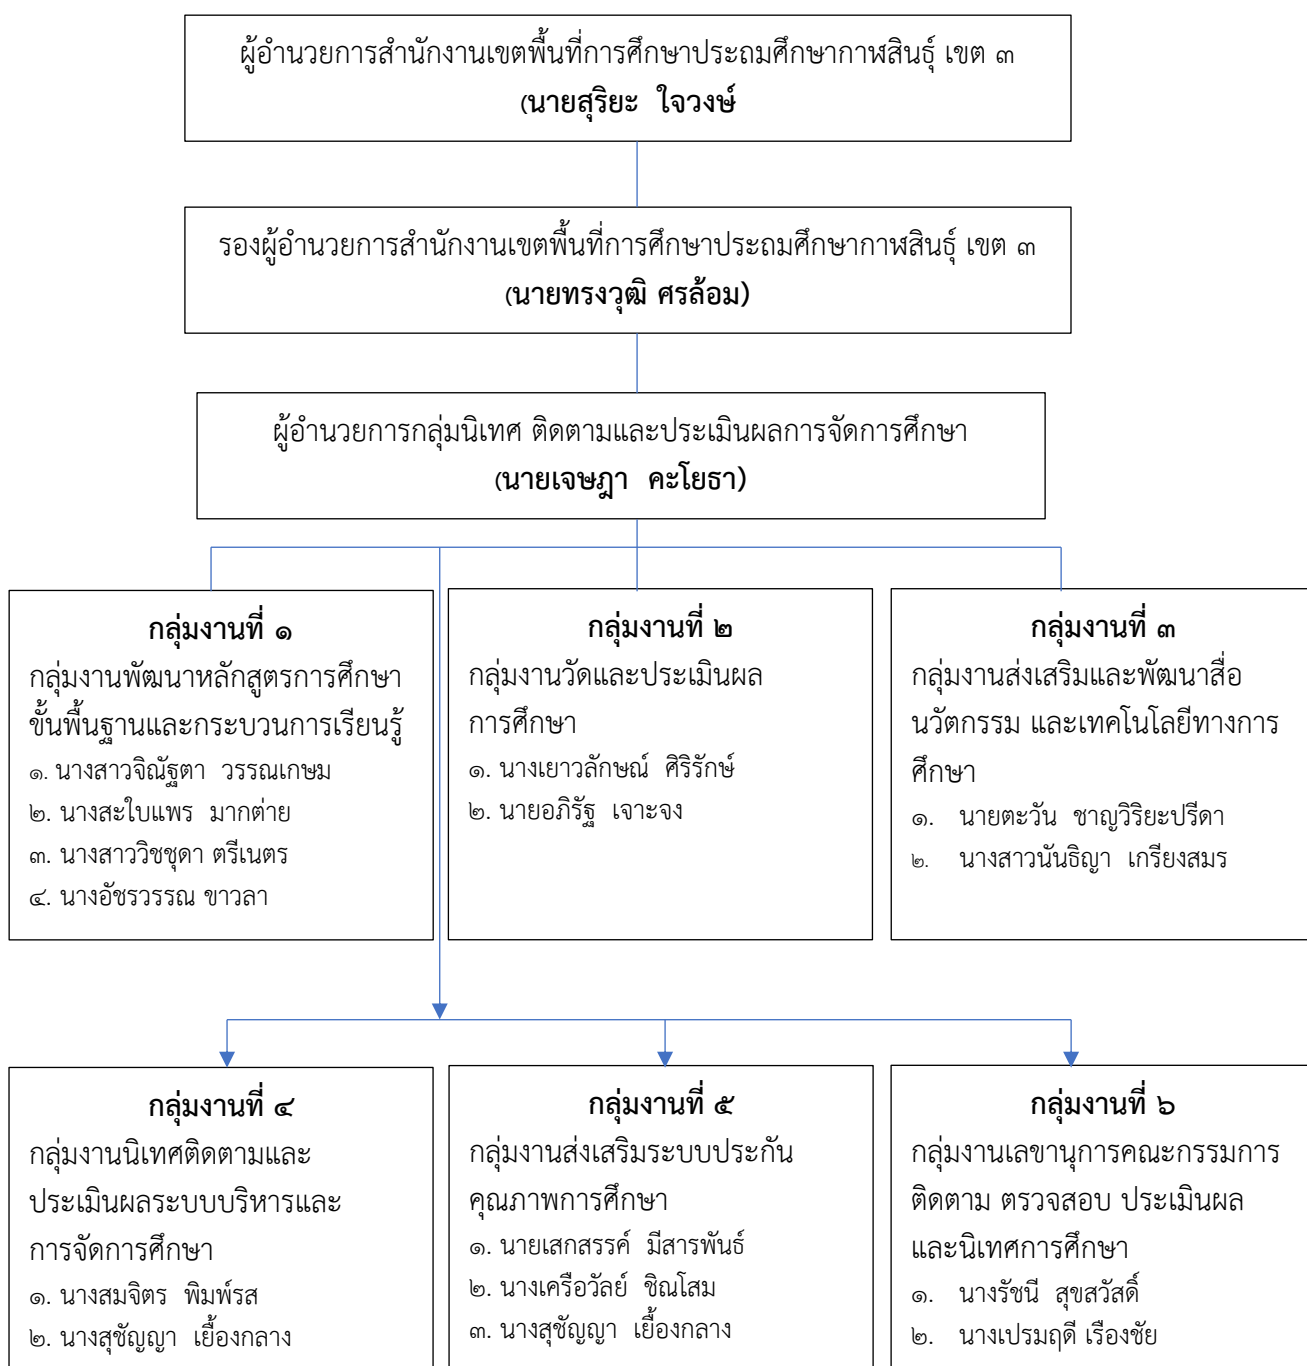 ผู้อำนวยการสำนักงานเขตพื้นที่การศึกษาประถมศึกษากาฬสินธุ์ เขต ๓
(นายสุริยะ ใจวงษ์
รองผู้อำนวยการสำนักงานเขตพื้นที่การศึกษาประถมศึกษากาฬสินธุ์ เขต ๓
(นายทรงวุฒิ ศรล้อม)
ผู้อำนวยการกลุ่มนิเทศ ติดตามและประเมินผลการจัดการศึกษา
(นายเจษฎา คะโยธา)
กลุ่มงานที่ ๑
กลุ่มงานพัฒนาหลักสูตรการศึกษา
ขั้นพื้นฐานและกระบวนการเรียนรู้
๑. นางสาวจิณัฐตา วรรณเกษม
๒. นางสะใบแพร มากต่าย
๓. นางสาววิชชุดา ตรีเนตร
๔. นางอัชรวรรณ ขาวลา
กลุ่มงานที่ ๒
กลุ่มงานวัดและประเมินผล
การศึกษา
๑. นางเยาวลักษณ์ ศิริรักษ์
๒. นายอภิรัฐ เจาะจง
กลุ่มงานที่ ๓
กลุ่มงานส่งเสริมและพัฒนาสื่อ
นวัตกรรม และเทคโนโลยีทางการ
ศึกษา
๑. นายตะวัน ชาญวิริยะปรีดา
๒. นางสาวนันธิญา เกรียงสมร
กลุ่มงานที่ ๔
กลุ่มงานนิเทศติดตามและ
ประเมินผลระบบบริหารและ
การจัดการศึกษา
๑. นางสมจิตร พิมพ์รส
๒. นางสุชัญญา เยื้องกลาง
กลุ่มงานที่ ๕
กลุ่มงานส่งเสริมระบบประกัน
คุณภาพการศึกษา
๑. นายเสกสรรค์ มีสารพันธ์
๒. นางเครือวัลย์ ชิณโสม
๓. นางสุชัญญา เยื้องกลาง
กลุ่มงานที่ ๖
กลุ่มงานเลขานุการคณะกรรมการ
ติดตาม ตรวจสอบ ประเมินผล
และนิเทศการศึกษา
๑. นางรัชนี สุขสวัสดิ์
๒. นางเปรมฤดี เรืองชัย